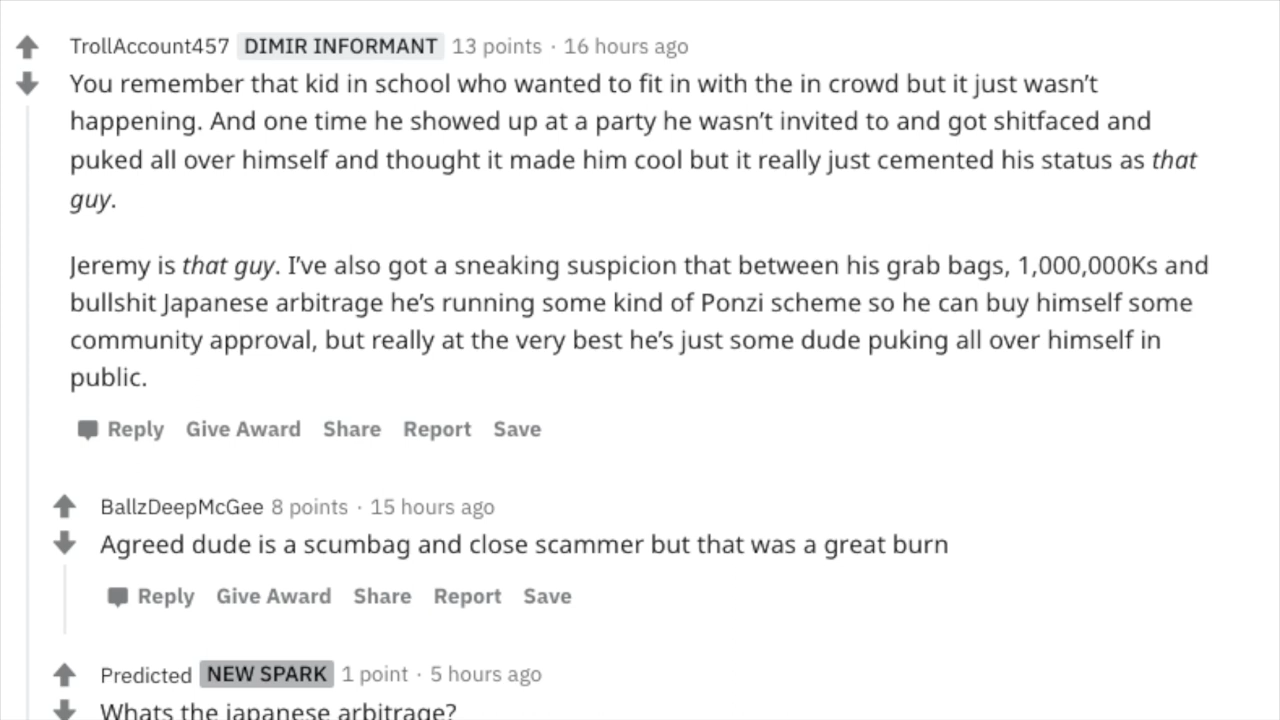 TrollAccount457 DIMIR INFORMANT 13 points · 16 hours ago
You remember that kid in school who wanted to fit in with the in crowd but it just wasn’t
happening. And one time he showed up at a party he wasn’t invited to and got shitfaced and
puked all over himself and thought it made him cool but it really just cemented his status as that
guy.
Jeremy is that guy. I’ve also got a sneaking suspicion that between his grab bags, 1,000,000Ks and
bullshit Japanese arbitrage he’s running some kind of Ponzi scheme so he can buy himself some
community approval, but really at the very best he’s just some dude puking all over himself in
public.
Reply Give Award Share Report Save
BallzDeepMcGee 8 points · 15 hours ago
Agreed dude is a scumbag and close scammer but that was a great burn
Reply Give Award Share Report Save
Predicted NEW SPARK 1 point · 5 hours ago
Whats the japanese arbitrage?